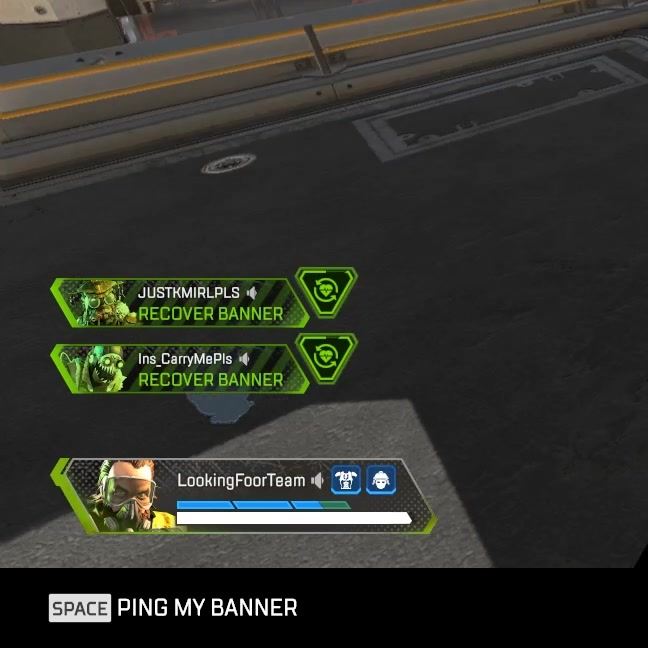 JUSTKMIRLPLS
RECOVER BANNER
Ins_CarryMePls
RECOVER BANNER
LookingFoorTeam
SPACE PING MY BANNER